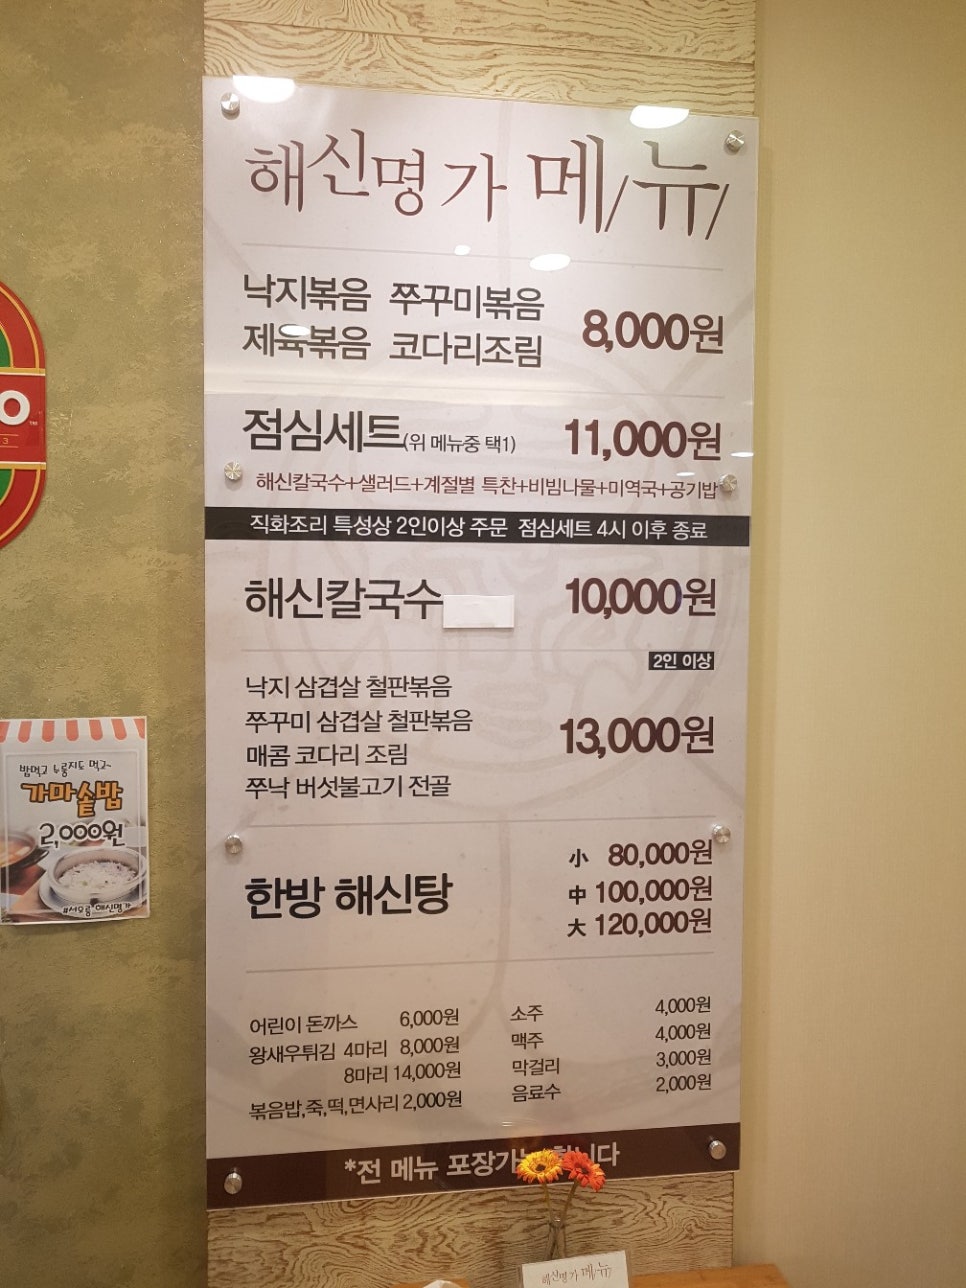 해신명가 메/뉴/
낙지볶음 쭈꾸미볶음
제육볶음 코다리조림
8,000원
점심세트(위 메뉴중 택1) 11,000원
해신칼국수+샐러드+계절별 특찬+비빔나물+미역국+공기밥
직화조리 특성상 2인이상 주문 점심세트 4시 이후 종료
해신칼국수 10,000원
2인 이상
낙지 삼겹살 철판볶음
쭈꾸미 삼겹살 철판볶음
매콤 코다리 조림
쭈낙 버섯불고기 전골
13,000원
한방 해신탕
小 80,000원
中 100,000원
大 120,000원
어린이 돈까스 6,000원
왕새우튀김 4마리 8,000원
8마리 14,000원
볶음밥,죽,떡,면사리 2,000원
소주 4,000원
맥주 4,000원
막걸리 3,000원
음료수 2,000원
*전 메뉴 포장가
밥먹고 누룽지도 먹고~
가마솥밥
2,000원
해신명가
해신명가 메/뉴/